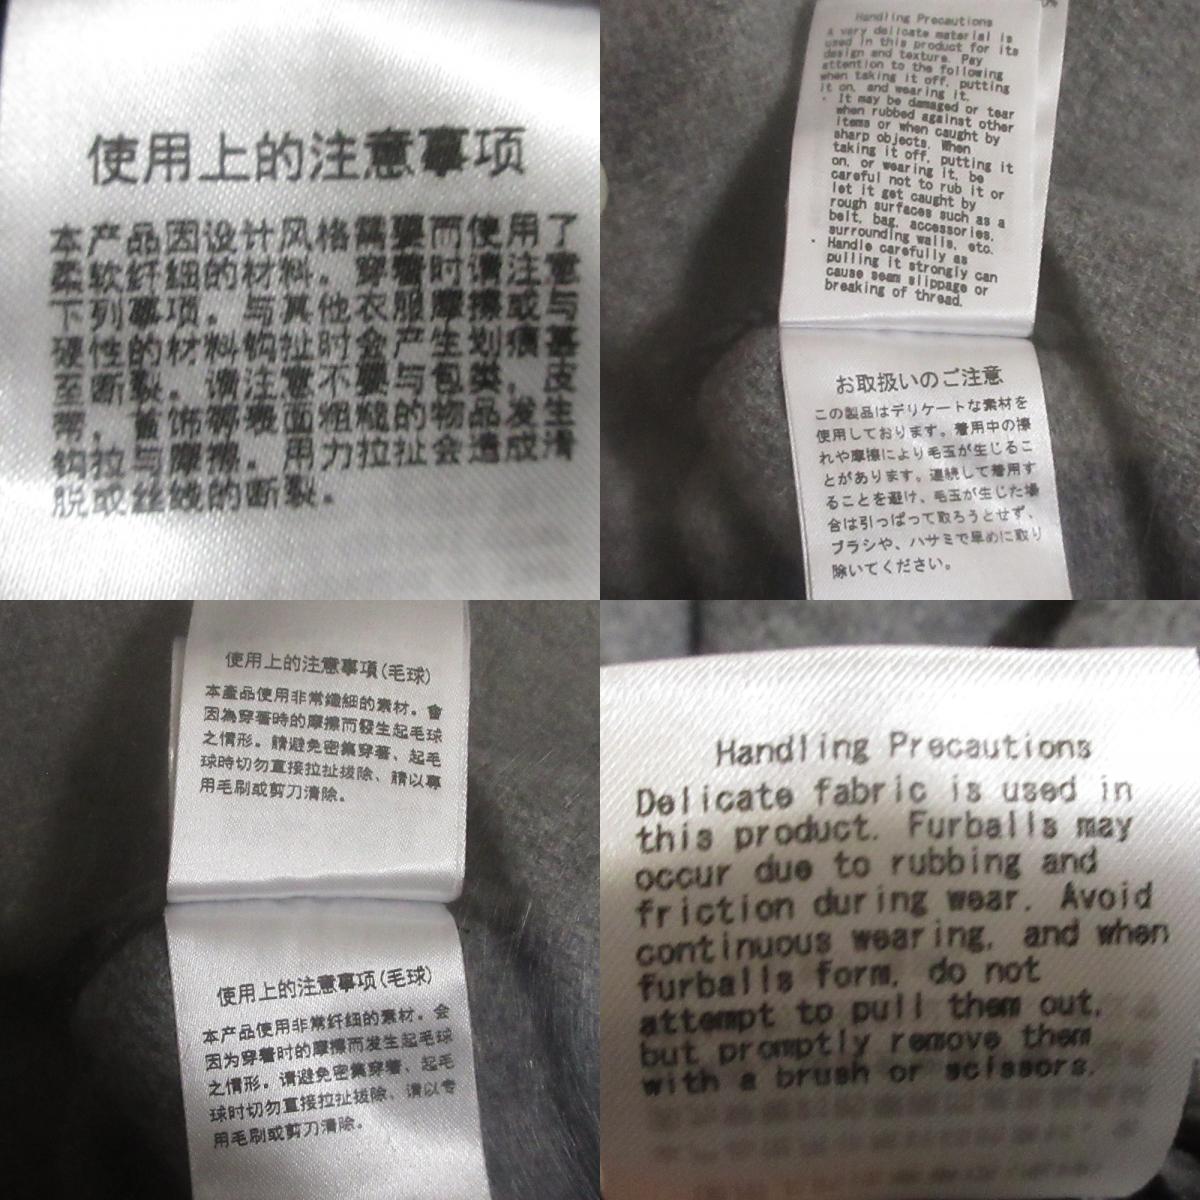 使用上的注意事项
本产品因设计风格需要而使用了
柔软纤细的材料。穿着时请注意
下列事项。与其他衣服摩擦或与
硬性的材料钩扯时会产生划痕甚
至断裂。请注意不要与包类，皮
带，首饰等表面粗糙的物品发生
钩拉与摩擦。用力拉扯会造成滑
脱或丝线的断裂。
Handling Precautions
A very delicate material is
used in this product for its
design and texture. Pay
attention to the following
when taking it off, putting
it on, and wearing it.
· It may be damaged or tear
when rubbed against other
items or when caught by
sharp objects. When
taking it off, putting it
on, or wearing it, be
careful not to rub it or
let it get caught by
rough surfaces such as a
belt, bag, accessories,
surrounding walls, etc.
· Handle carefully as
pulling it strongly can
cause seam slippage or
breaking of thread.
お取扱いのご注意
この製品はデリケートな素材を
使用しております。着用中の擦
れや摩擦により毛玉が生じるこ
とがあります。連続して着用す
ることを避け、毛玉が生じた場
合は引っぱって取ろうとせず、
ブラシや、ハサミで早めに取り
除いてください。
使用上的注意事項(毛球)
本產品使用非常纖細的素材。會
因為穿著時的摩擦而發生起毛球
之情形。請避免密集穿著、起毛
球時切勿直接拉扯拔除、請以專
用毛刷或剪刀清除。
使用上的注意事项(毛球)
本产品使用非常纤细的素材。会
因为穿着时的摩擦而发生起毛球
之情形。请避免密集穿着、起毛
球时切勿直接拉扯拔除、请以专
用毛刷或剪刀清除。
Handling Precautions
Delicate fabric is used in
this product. Furballs may
occur due to rubbing and
friction during wear. Avoid
continuous wearing, and when
furballs form, do not
attempt to pull them out,
but promptly remove them
with a brush or scissors.